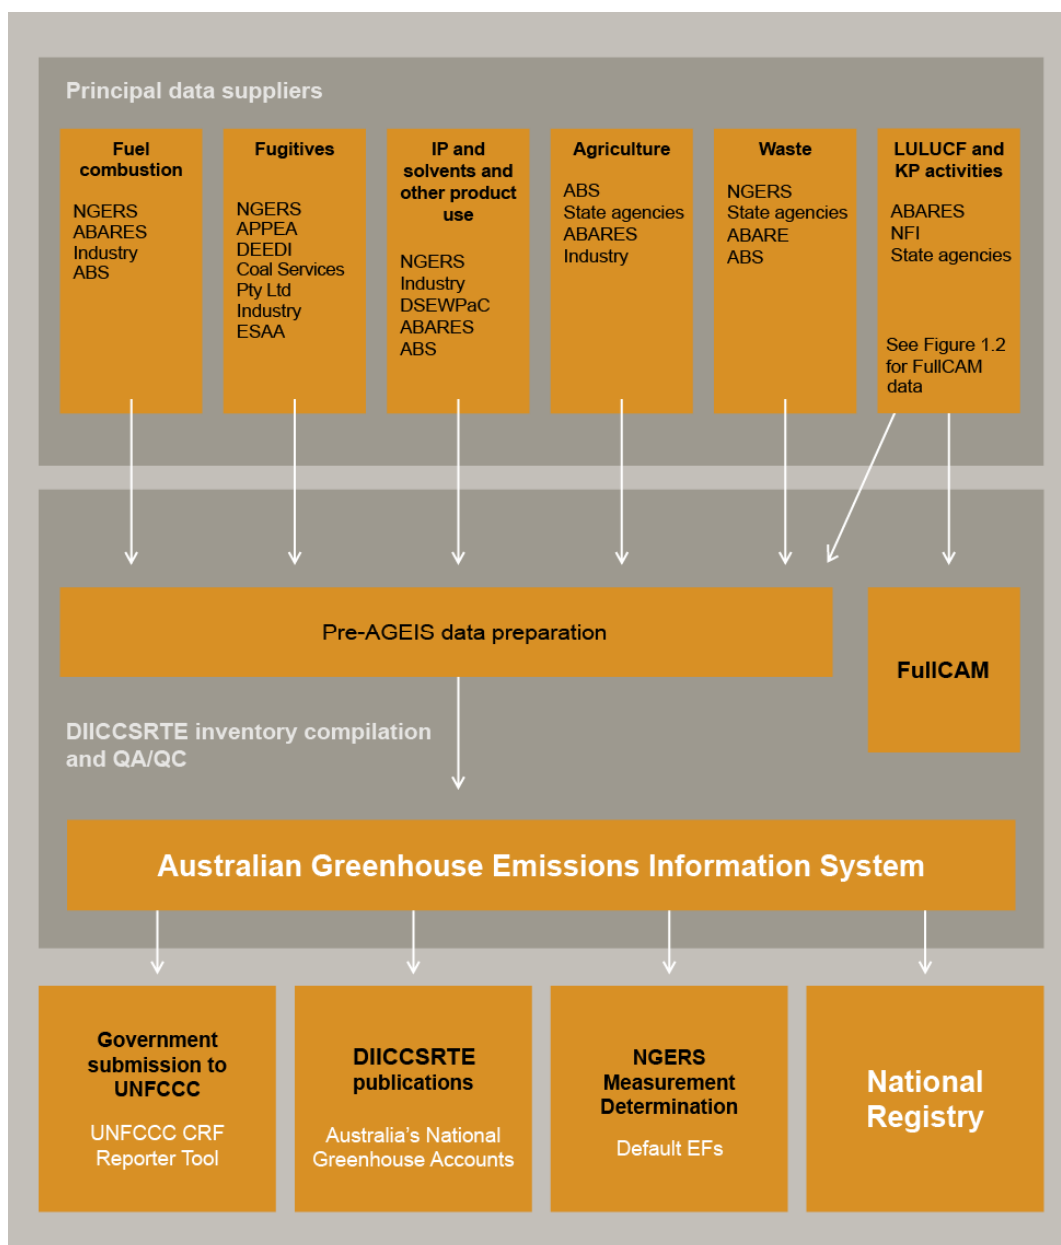 Principal data suppliers
Fuel
combustion
NGERS
ABARES
Industry
ABS
Fugitives
NGERS
APPEA
DEEDI
Coal Services
Pty Ltd
Industry
ESAA
IP and
solvents and
other product
use
NGERS
Industry
DSEWPaC
ABARES
ABS
Agriculture
ABS
State agencies
ABARES
Industry
Waste
NGERS
State agencies
ABARE
ABS
LULUCF and
KP activities
ABARES
NFI
State agencies
See Figure 1.2
for FullCAM
data
Pre-AGEIS data preparation
FullCAM
DIICCSRTE inventory compilation
and QA/QC
Australian Greenhouse Emissions Information System
Government
submission to
UNFCCC
UNFCCC CRF
Reporter Tool
DIICCSRTE
publications
Australia’s National
Greenhouse Accounts
NGERS
Measurement
Determination
Default EFs
National
Registry